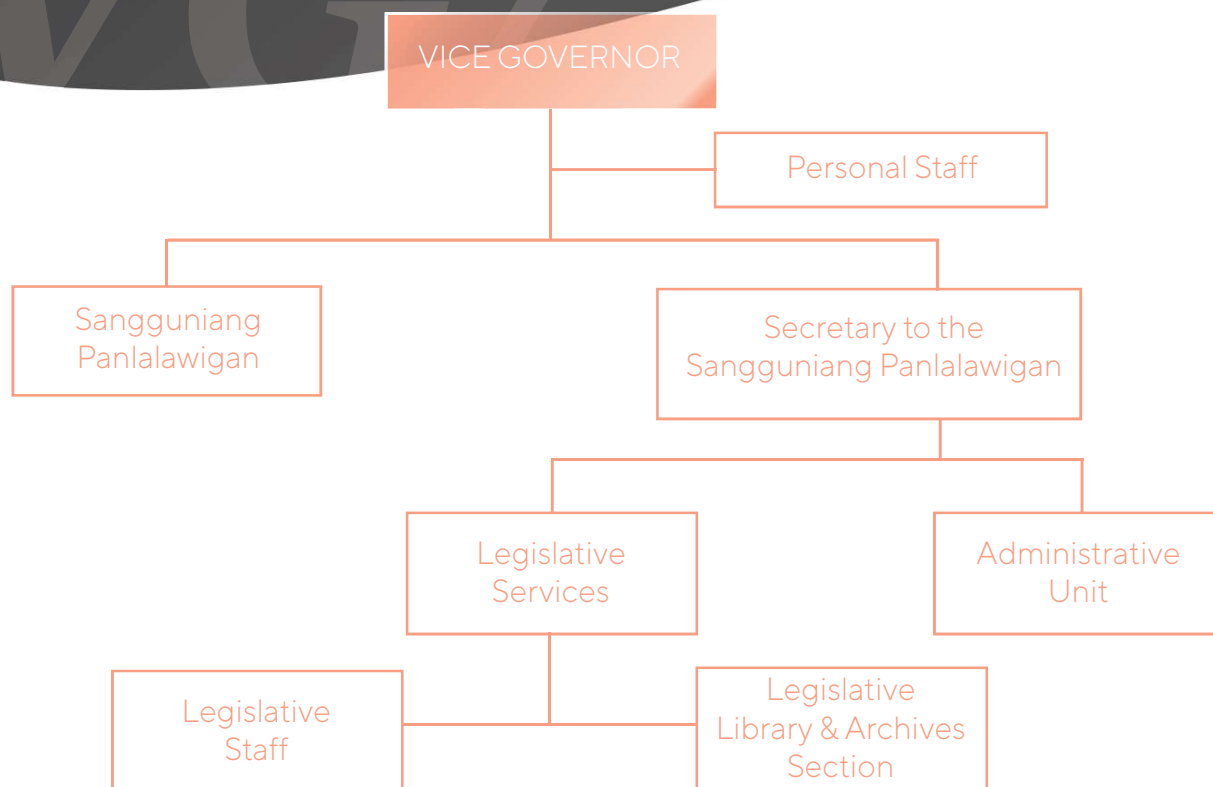 VICE GOVERNOR
Personal Staff
Sangguniang
Panlalawigan
Secretary to the
Sangguniang Panlalawigan
Legislative
Services
Administrative
Unit
Legislative
Staff
Legislative
Library & Archives
Section